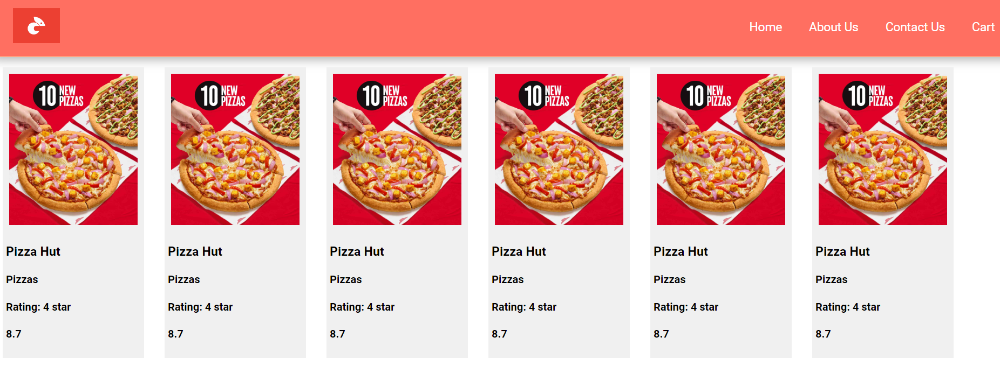 Home About Us Contact Us Cart
10 NEW PIZZAS
10 NEW PIZZAS
10 NEW PIZZAS
10 NEW PIZZAS
10 NEW PIZZAS
10 NEW PIZZAS
Pizza Hut Pizza Hut Pizza Hut Pizza Hut Pizza Hut Pizza Hut
Pizzas Pizzas Pizzas Pizzas Pizzas Pizzas
Rating: 4 star Rating: 4 star Rating: 4 star Rating: 4 star Rating: 4 star Rating: 4 star
8.7 8.7 8.7 8.7 8.7 8.7